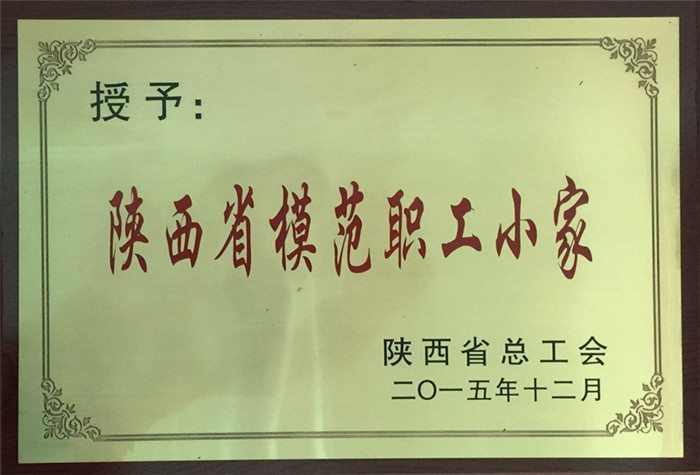 授予：
陕西省模范职工小家
陕西省总工会
二〇一五年十二月